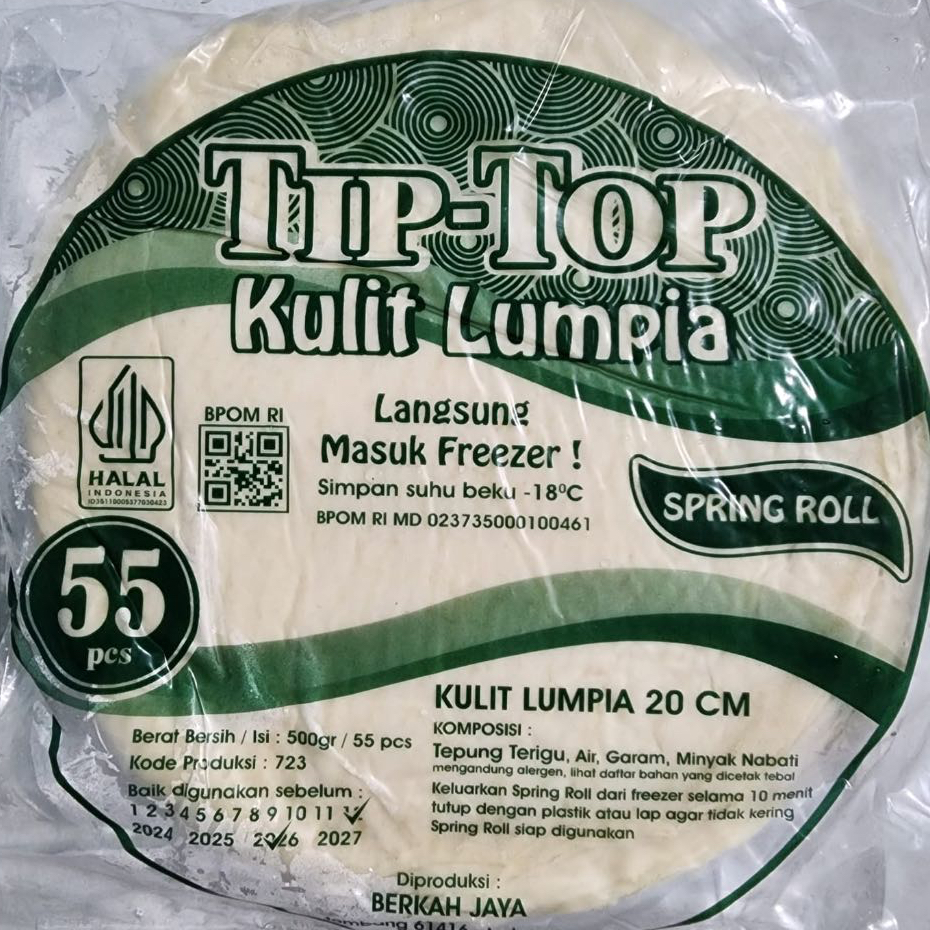 TIP-TOP
Kulit Lumpia
HALAL
INDONESIA
BPOM RI
Langsung
Masuk Freezer !
Simpan suhu beku -18⁰C
BPOM RI MD 023735000100461
SPRING ROLL
55
pcs
Berat Bersih / Isi : 500gr / 55 pcs
Kode Produksi : 723
Baik digunakan sebelum :
1 2 3 4 5 6 7 8 9 10 11 12
2024 2025 2026 2027
KULIT LUMPIA 20 CM
KOMPOSISI :
Tepung Terigu, Air, Garam, Minyak Nabati
mengandung alergen, lihat daftar bahan yang dicetak tebal
Keluarkan Spring Roll dari freezer selama 10 menit
tutup dengan plastik atau lap agar tidak kering
Spring Roll siap digunakan
Diproduksi :
BERKAH JAYA